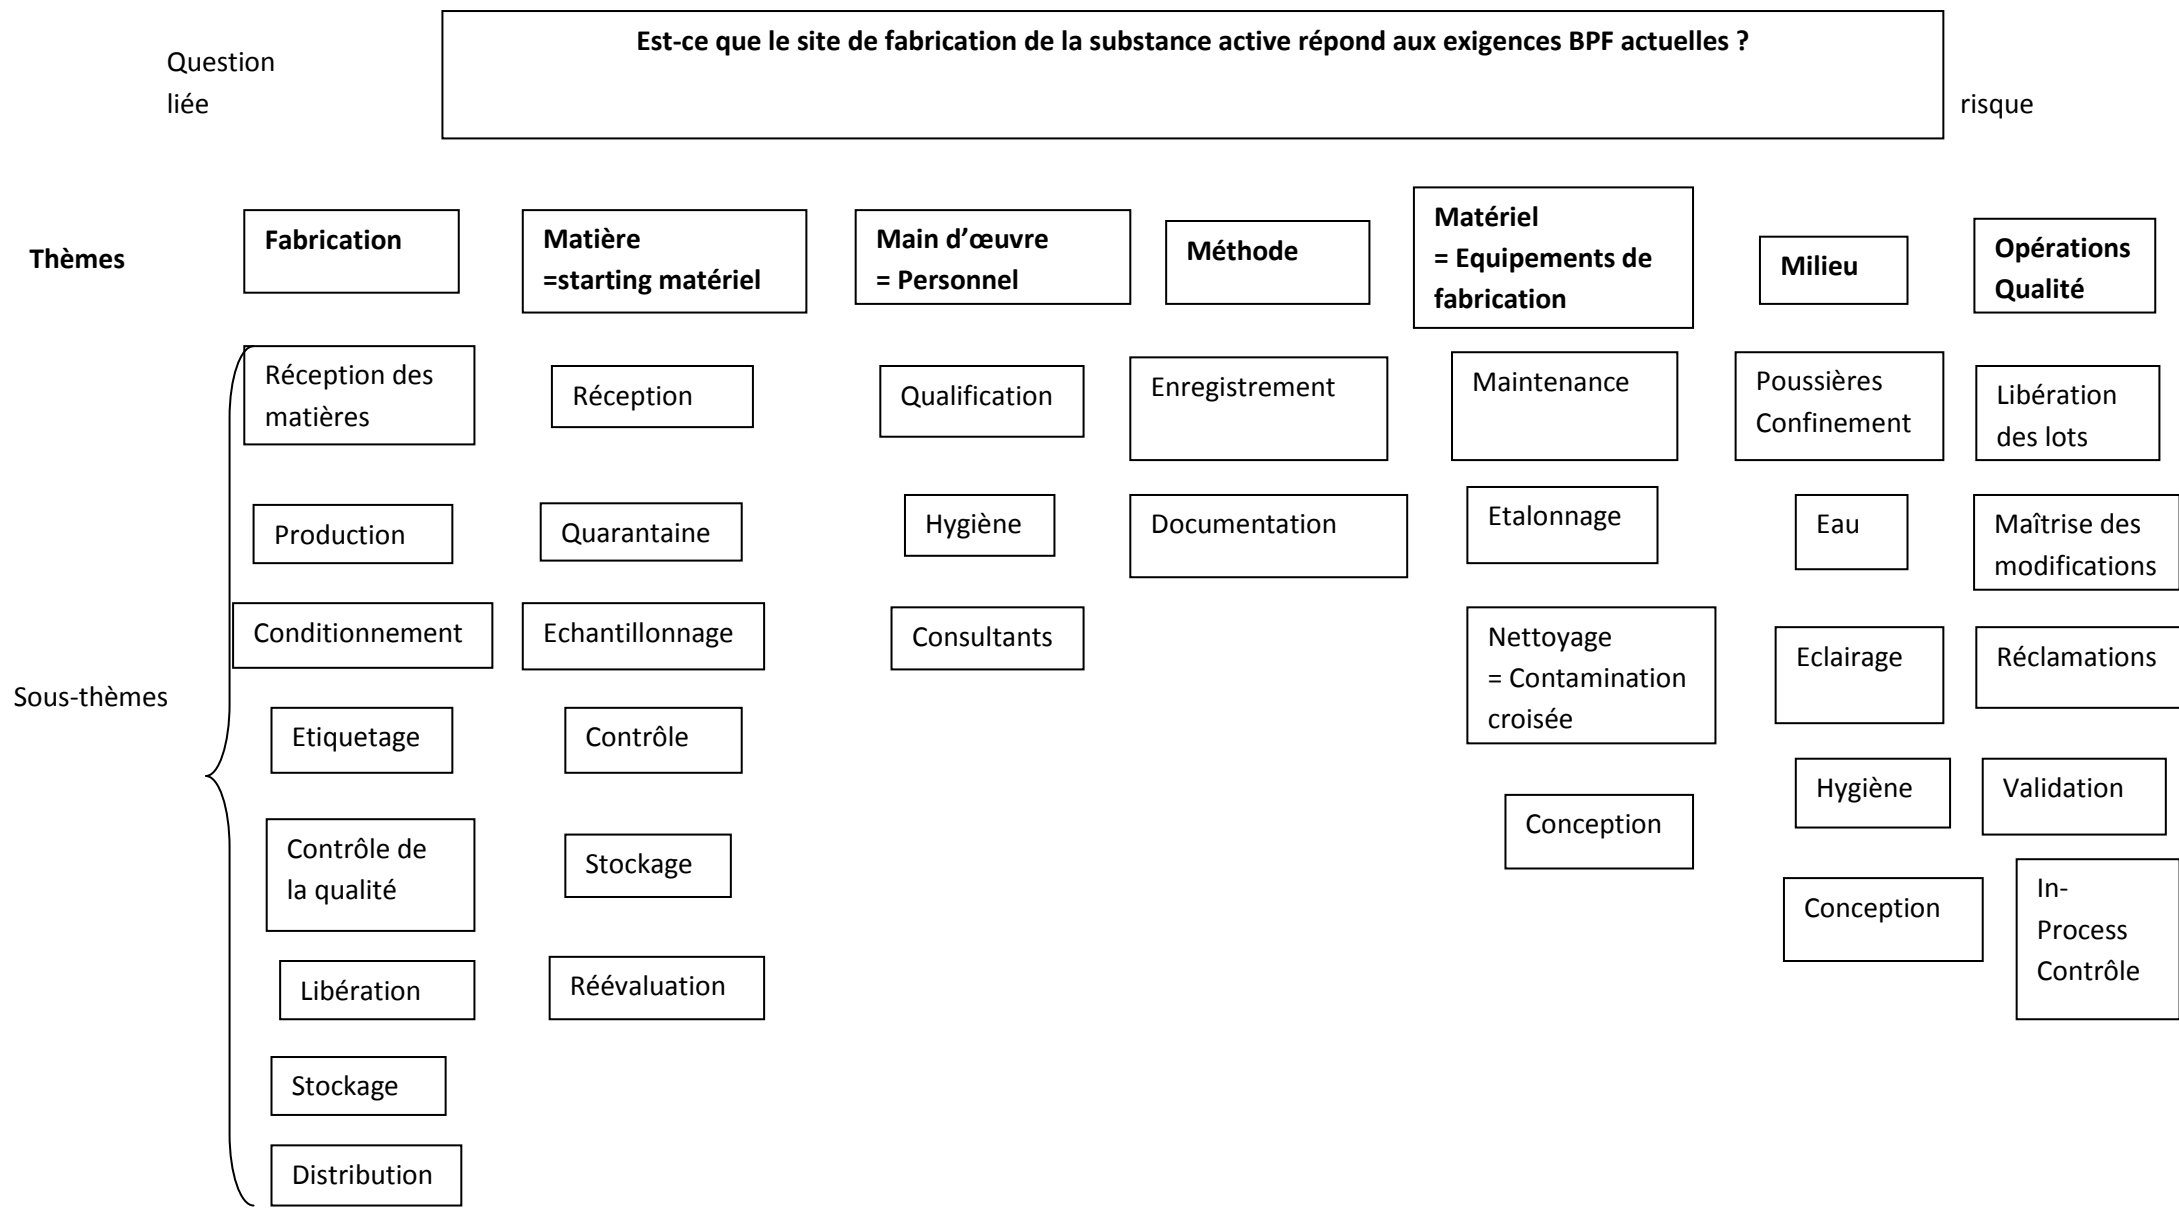 Question
liée
Est-ce que le site de fabrication de la substance active répond aux exigences BPF actuelles ?
risque
Thèmes
Fabrication
Matière
=starting matériel
Main d’œuvre
= Personnel
Méthode
Matériel
= Equipements de
fabrication
Milieu
Opérations
Qualité
Sous-thèmes
Réception des
matières
Production
Conditionnement
Etiquetage
Contrôle de
la qualité
Libération
Stockage
Distribution
Réception
Quarantaine
Echantillonnage
Contrôle
Stockage
Réévaluation
Qualification
Hygiène
Consultants
Enregistrement
Documentation
Maintenance
Etalonnage
Nettoyage
= Contamination
croisée
Conception
Poussières
Confinement
Eau
Eclairage
Hygiène
Conception
Libération
des lots
Maîtrise des
modifications
Réclamations
Validation
In-
Process
Contrôle